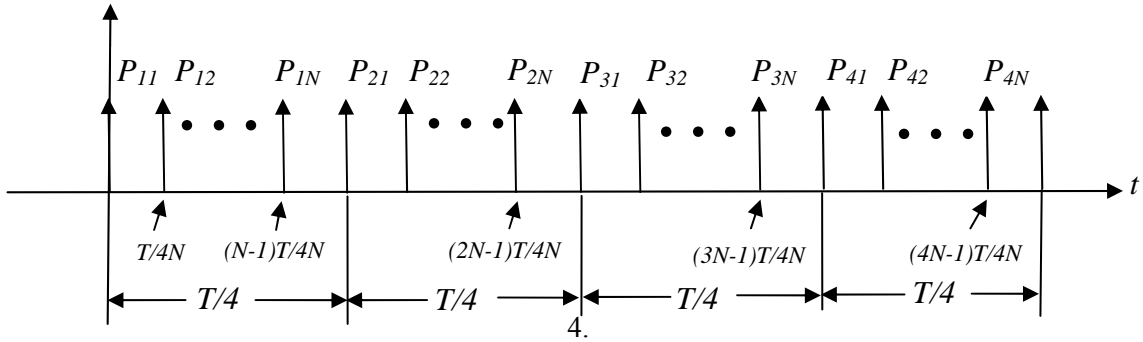 P11 P12 P1N P21 P22 P2N P31 P32 P3N P41 P42 P4N
t
T/4N (N-1)T/4N (2N-1)T/4N (3N-1)T/4N (4N-1)T/4N
T/4 T/4 T/4 T/4
4.